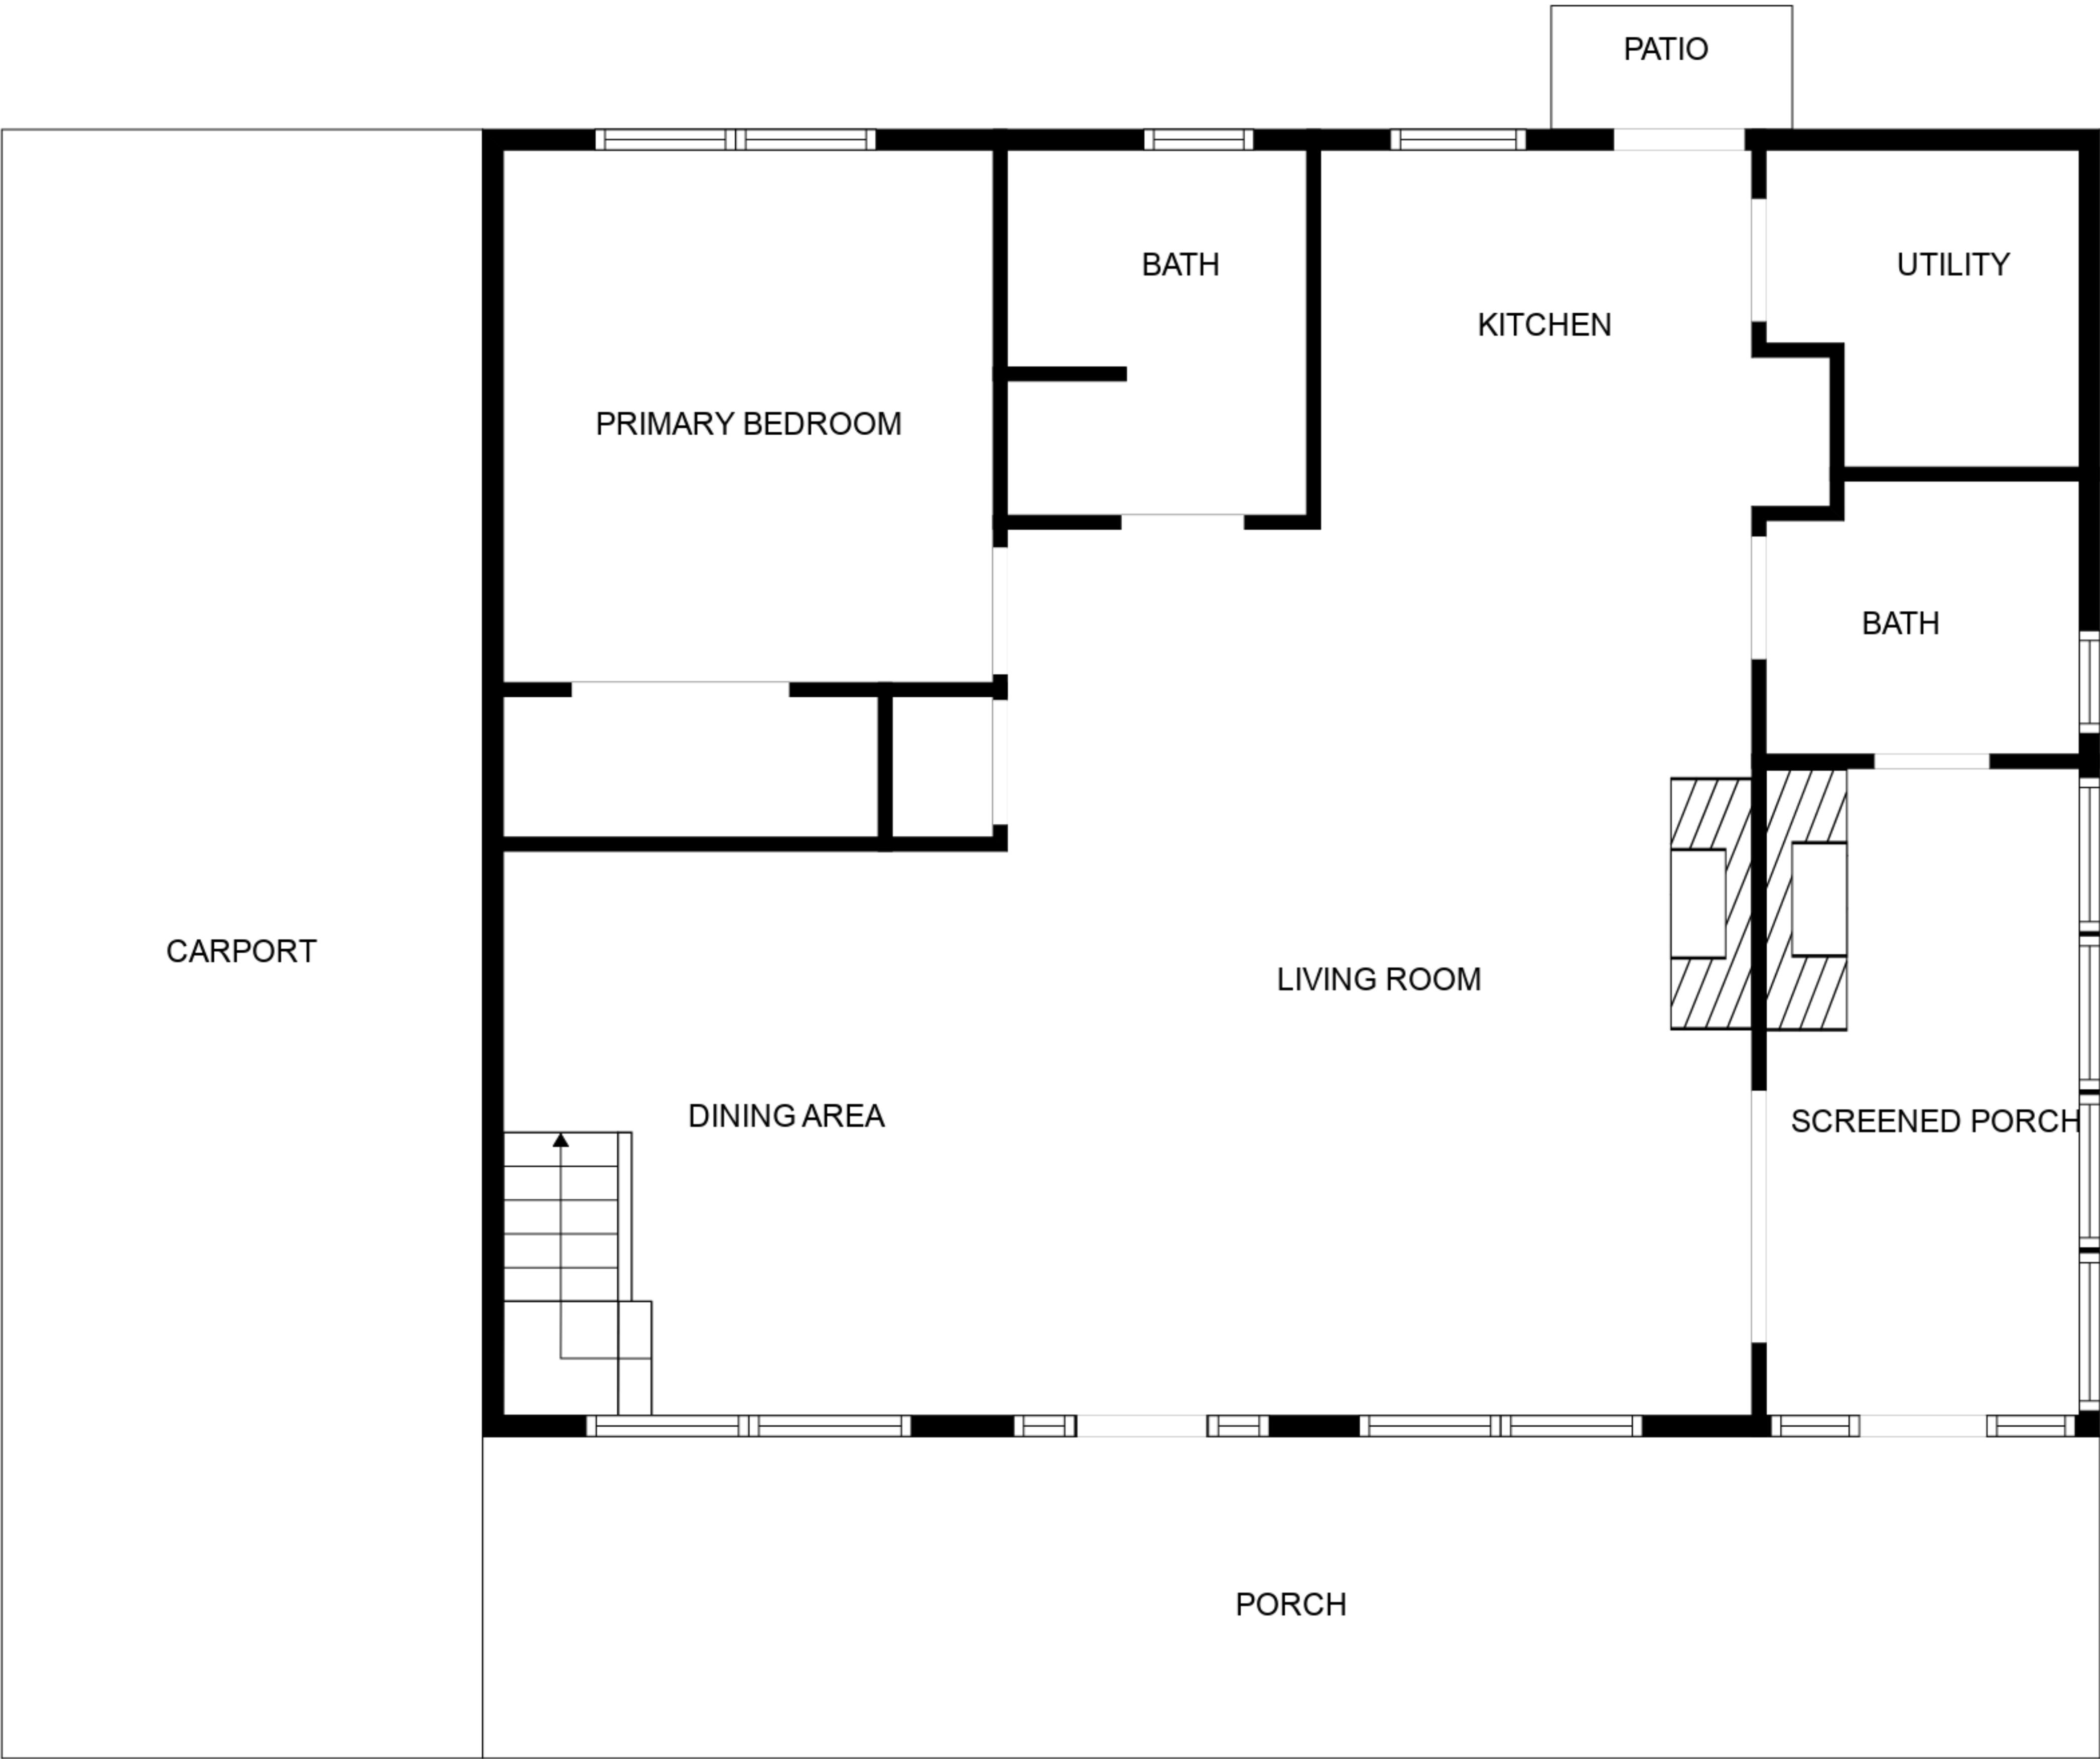 PATIO
BATH
UTILITY
KITCHEN
PRIMARY BEDROOM
BATH
CARPORT
LIVING ROOM
DINING AREA
SCREENED PORCH
PORCH